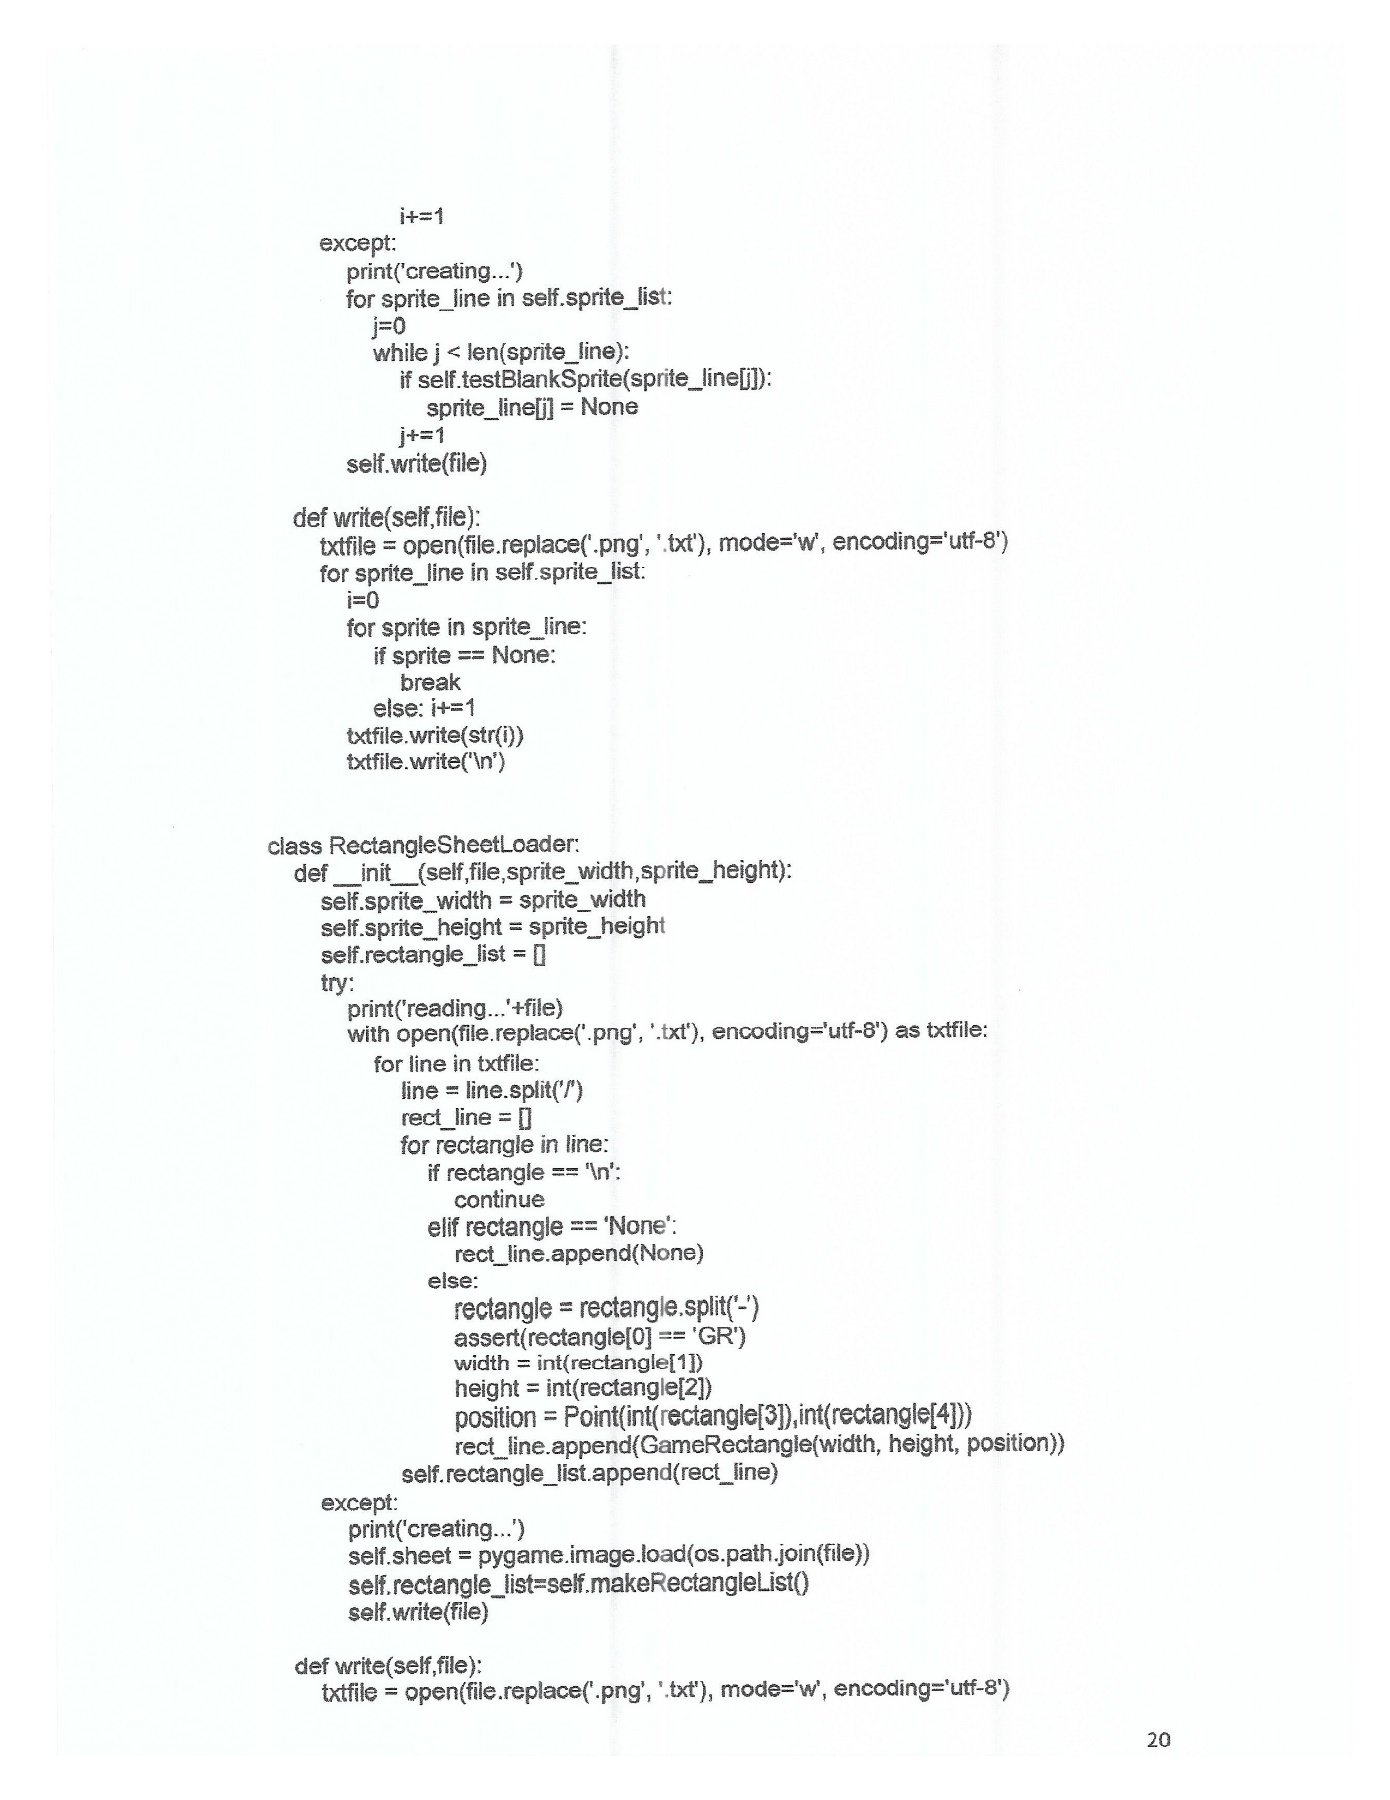 i+=1
except:
print('creating...')
for sprite_line in self.sprite_list:
j=0
while j < len(sprite_line):
if self.testBlankSprite(sprite_line[j]):
sprite_line[j] = None
j+=1
self.write(file)
def write(self,file):
txtfile = open(file.replace('.png', '.txt'), mode='w', encoding='utf-8')
for sprite_line in self.sprite_list:
i=0
for sprite in sprite_line:
if sprite == None:
break
else: i+=1
txtfile.write(str(i))
txtfile.write('\n')
class RectangleSheetLoader:
def __init__(self,file,sprite_width,sprite_height):
self.sprite_width = sprite_width
self.sprite_height = sprite_height
self.rectangle_list = []
try:
print('reading...'+file)
with open(file.replace('.png', '.txt'), encoding='utf-8') as txtfile:
for line in txtfile:
line = line.split('/')
rect_line = []
for rectangle in line:
if rectangle == '\n':
continue
elif rectangle == 'None':
rect_line.append(None)
else:
rectangle = rectangle.split('-')
assert(rectangle[0] == 'GR')
width = int(rectangle[1])
height = int(rectangle[2])
position = Point(int(rectangle[3]),int(rectangle[4]))
rect_line.append(GameRectangle(width, height, position))
self.rectangle_list.append(rect_line)
except:
print('creating...')
self.sheet = pygame.image.load(os.path.join(file))
self.rectangle_list=self.makeRectangleList()
self.write(file)
def write(self,file):
txtfile = open(file.replace('.png', '.txt'), mode='w', encoding='utf-8')
20